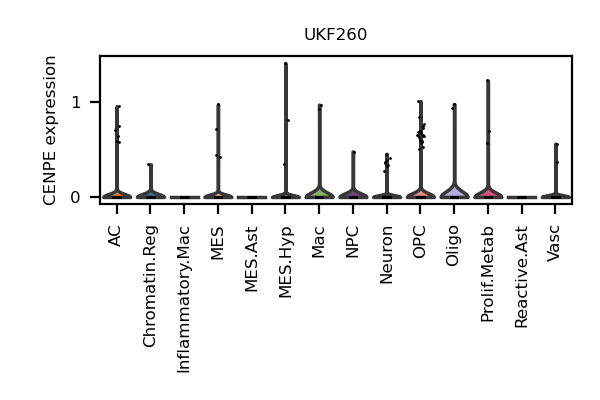 UKF260
CENPE expression
1
0
AC
Chromatin.Reg
Inflammatory.Mac
MES
MES.Ast
MES.Hyp
Mac
NPC
Neuron
OPC
Oligo
Prolif.Metab
Reactive.Ast
Vasc